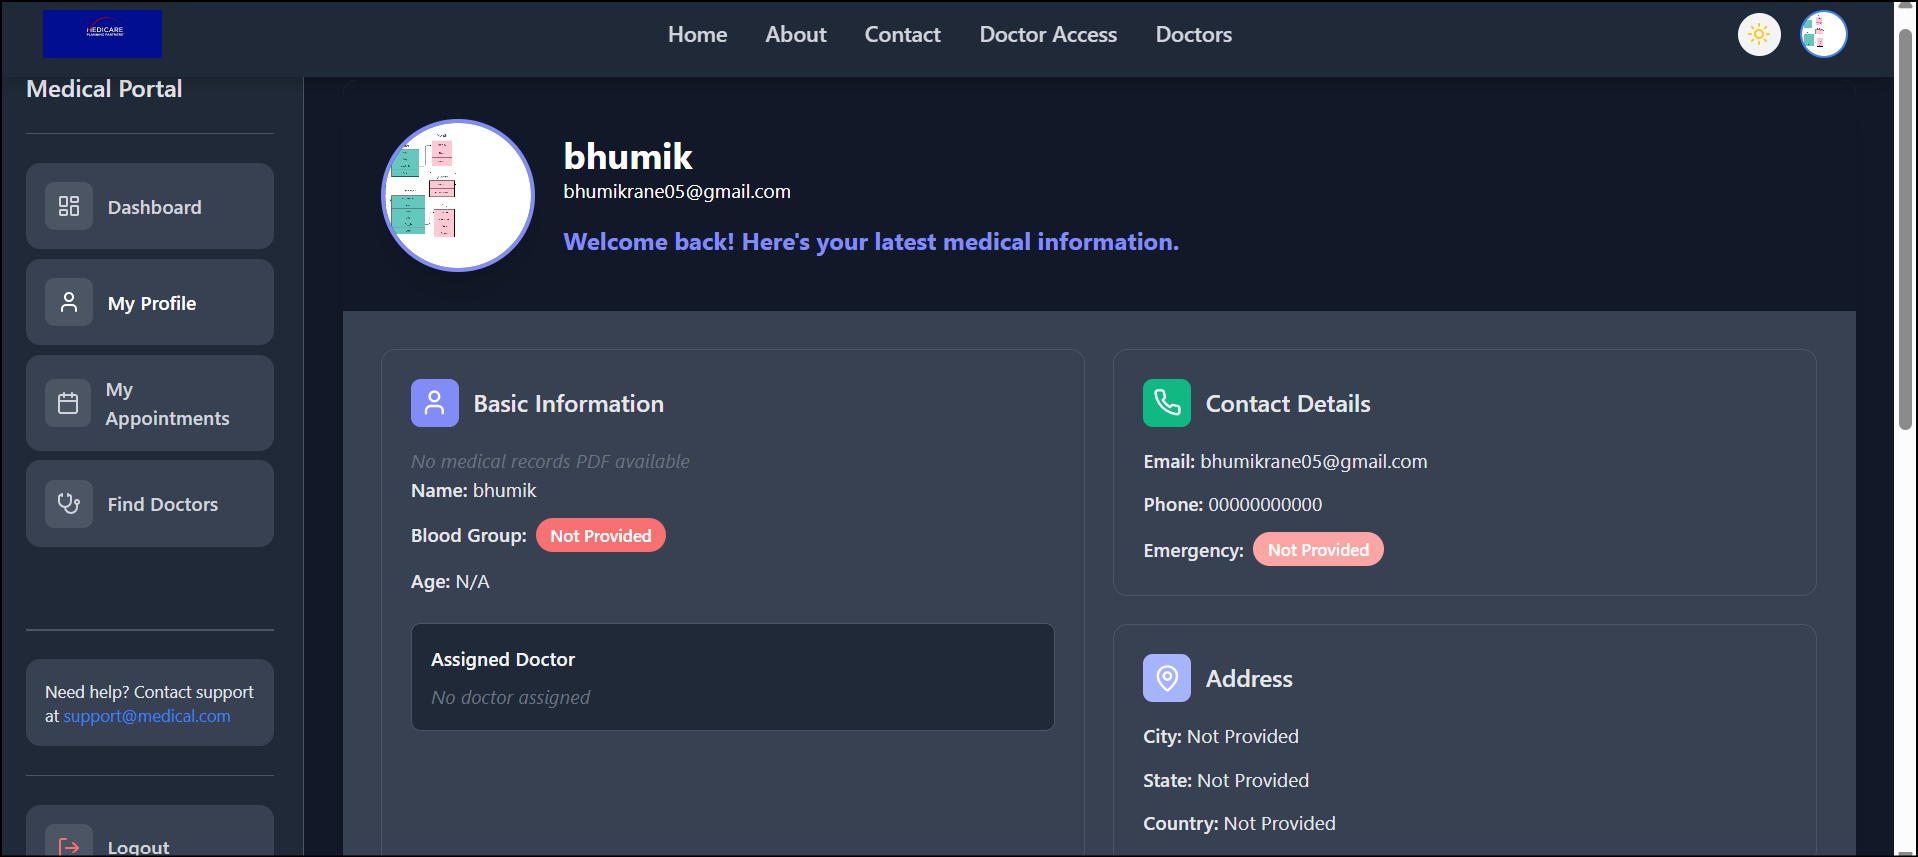 MEDICARE
PLANNING PARTNERS
Home About Contact Doctor Access Doctors
Medical Portal
Dashboard
My Profile
My
Appointments
Find Doctors
Need help? Contact support
at support@medical.com
Logout
bhumik
bhumikrane05@gmail.com
Welcome back! Here's your latest medical information.
Basic Information
No medical records PDF available
Name: bhumik
Blood Group: Not Provided
Age: N/A
Assigned Doctor
No doctor assigned
Contact Details
Email: bhumikrane05@gmail.com
Phone: 00000000000
Emergency: Not Provided
Address
City: Not Provided
State: Not Provided
Country: Not Provided